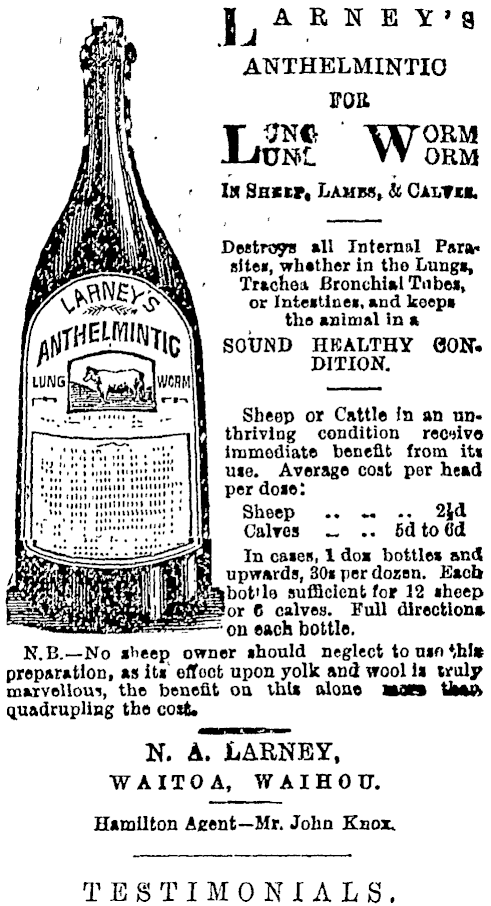 LARNEY'S
ANTHELMINTIC
FOR
LUNG WORM
LUNG WORM
IN SHEEP, LAMBS, & CALVES.
Destroys all Internal Para-
sites, whether in the Lungs,
Trachea Bronchial Tubes,
or Intestines, and keeps
the animal in a
SOUND HEALTHY CON-
DITION.
LARNEY'S
ANTHELMINTIC
LUNG WORM
Sheep or Cattle in an un-
thriving condition receive
immediate benefit from its
use. Average cost per head
per dose:
Sheep .. .. .. 2½d
Calves .. .. 5d to 6d
In cases, 1 doz bottles and
upwards, 30s per dozen. Each
bottle sufficient for 12 sheep
or 6 calves. Full directions
on each bottle.
N.B.—No sheep owner should neglect to use this
preparation, as its effect upon yolk and wool is truly
marvellous, the benefit on this alone more than
quadrupling the cost.
N. A. LARNEY,
WAITOA, WAIHOU.
Hamilton Agent—Mr. John Knox.
TESTIMONIALS.